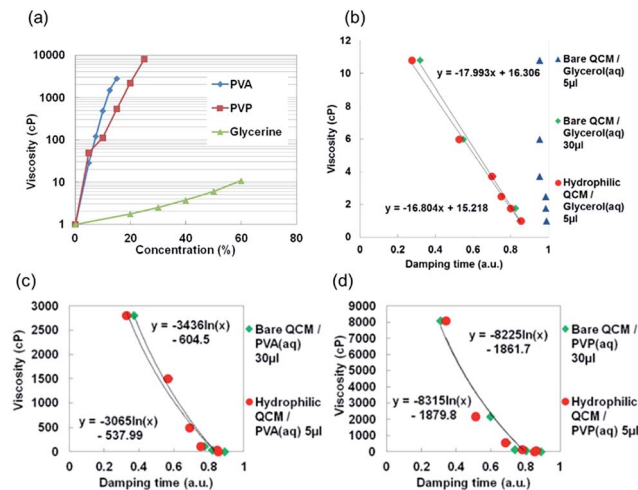 (a)
Viscosity (cP)
10000
1000
100
10
1
0
20
40
60
80
Concentration (%)
PVA
PVP
Glycerine
(b)
Viscosity (cP)
12
10
8
6
4
2
0
0
0.2
0.4
0.6
0.8
1
Damping time (a.u.)
y = -17.993x + 16.306
y = -16.804x + 15.218
Bare QCM /
Glycerol(aq)
5μl
Bare QCM /
Glycerol(aq)
30μl
Hydrophilic
QCM /
Glycerol(aq)
5μl
(c)
Viscosity (cP)
3000
2500
2000
1500
1000
500
0
0
0.2
0.4
0.6
0.8
1
Damping time (a.u.)
y = -3436ln(x)
- 604.5
y = -3065ln(x)
- 537.99
Bare QCM /
PVA(aq)
30μl
Hydrophilic
QCM /
PVA(aq) 5μl
(d)
Viscosity (cP)
9000
8000
7000
6000
5000
4000
3000
2000
1000
0
0
0.2
0.4
0.6
0.8
1
Damping time (a.u.)
y = -8225ln(x)
- 1861.7
y = -8315ln(x)
- 1879.8
Bare QCM /
PVP(aq)
30μl
Hydrophilic
QCM /
PVP(aq) 5μl